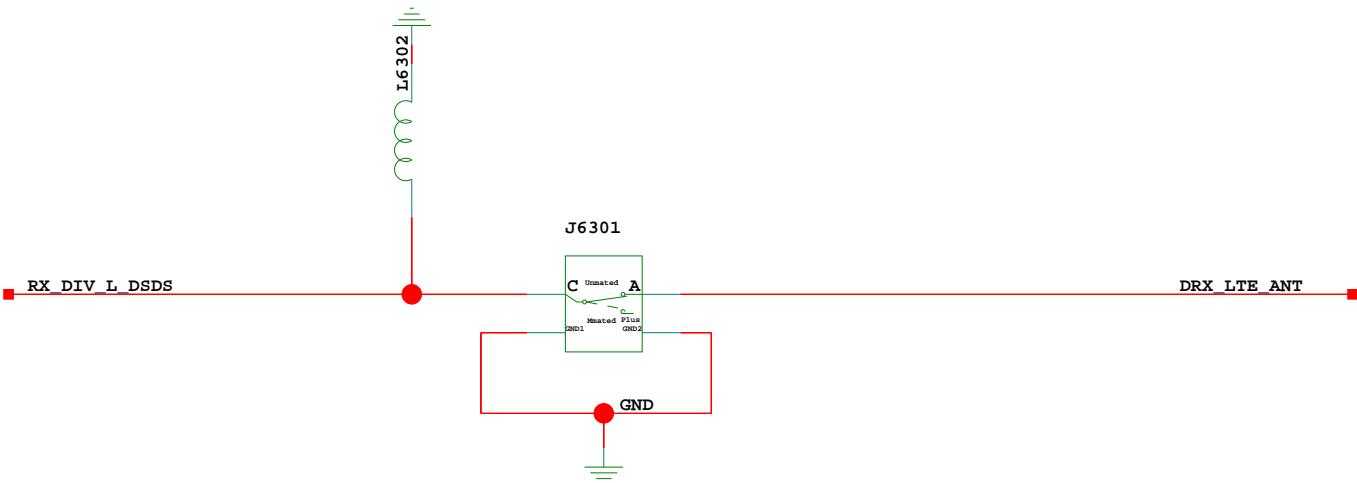 L6302
J6301
RX_DIV_L_DSDS
C Unmated A
DRX_LTE_ANT
Mmated Plus
GND1 GND2
GND